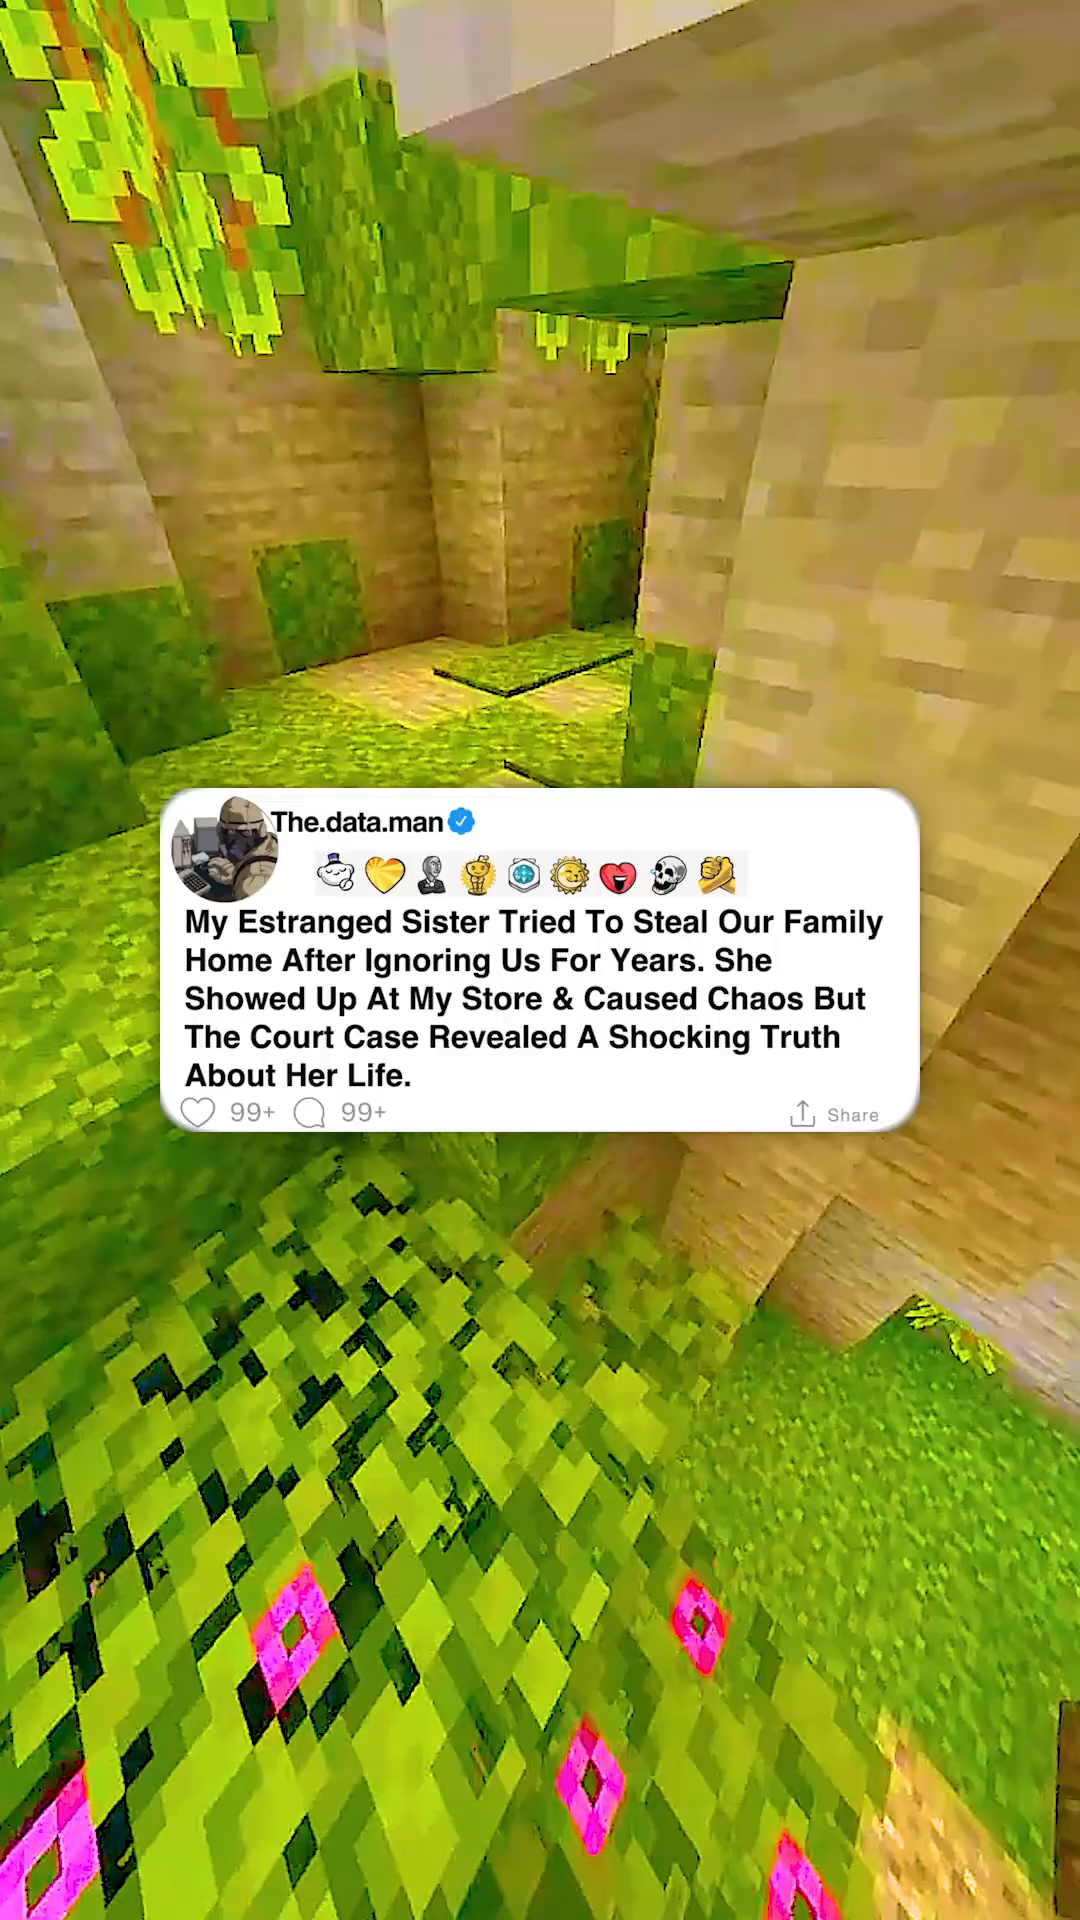 The.data.man
My Estranged Sister Tried To Steal Our Family
Home After Ignoring Us For Years. She
Showed Up At My Store & Caused Chaos But
The Court Case Revealed A Shocking Truth
About Her Life.
99+ 99+ Share